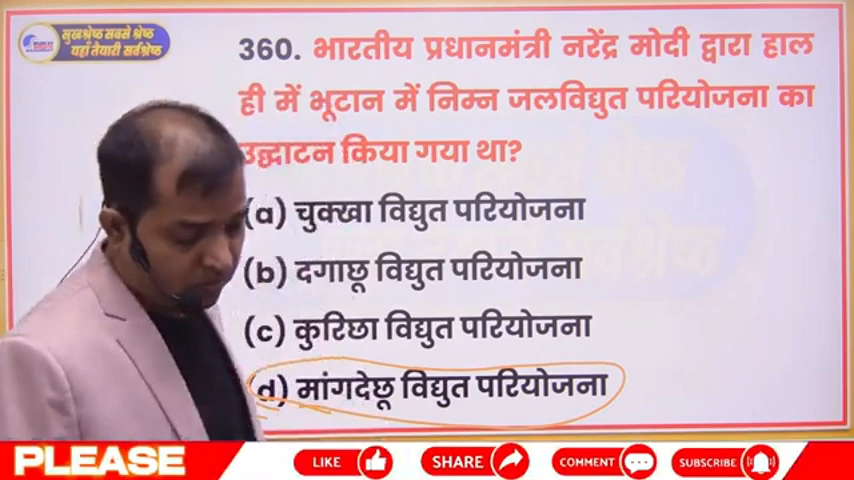 सुखश्रेष्ठ सबसे श्रेष्ठ
यहाँ तैयारी सर्वश्रेष्ठ
360. भारतीय प्रधानमंत्री नरेंद्र मोदी द्वारा हाल
ही में भूटान में निम्न जलविद्युत परियोजना का
उद्घाटन किया गया था?
(a) चुक्खा विद्युत परियोजना
(b) दगाछू विद्युत परियोजना
(c) कुरिछा विद्युत परियोजना
(d) मांगदेछू विद्युत परियोजना
PLEASE
LIKE
SHARE
COMMENT
SUBSCRIBE